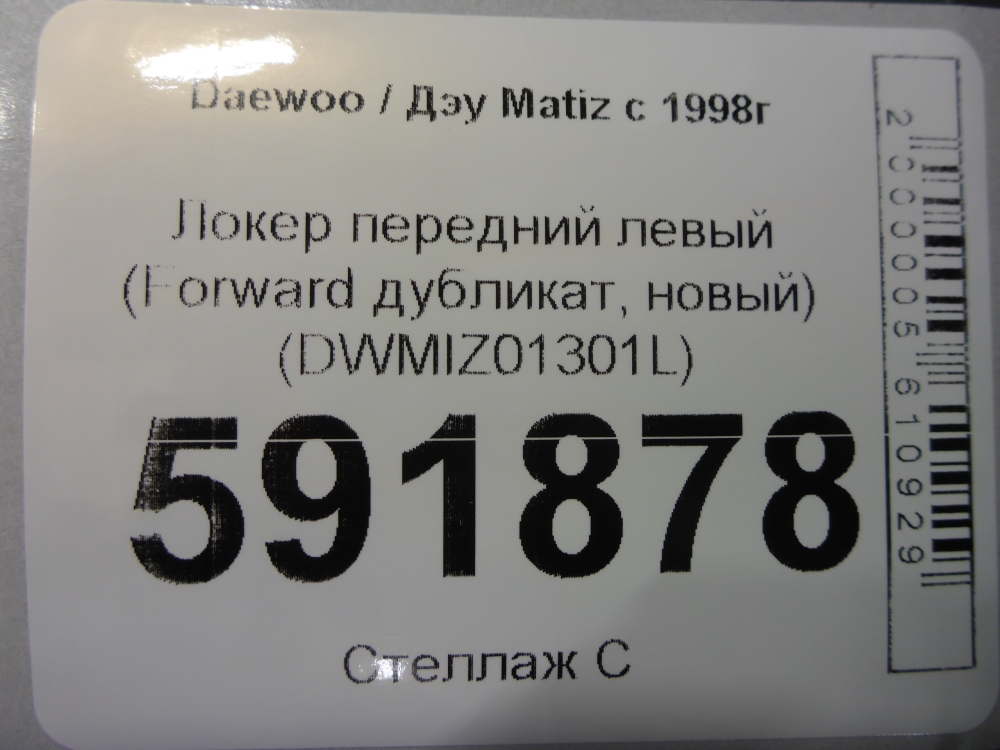 Daewoo / Дэу Matiz с 1998г
Локер передний левый
(Forward дубликат, новый)
(DWMIZ01301L)
591878
Стеллаж С
2000005610929